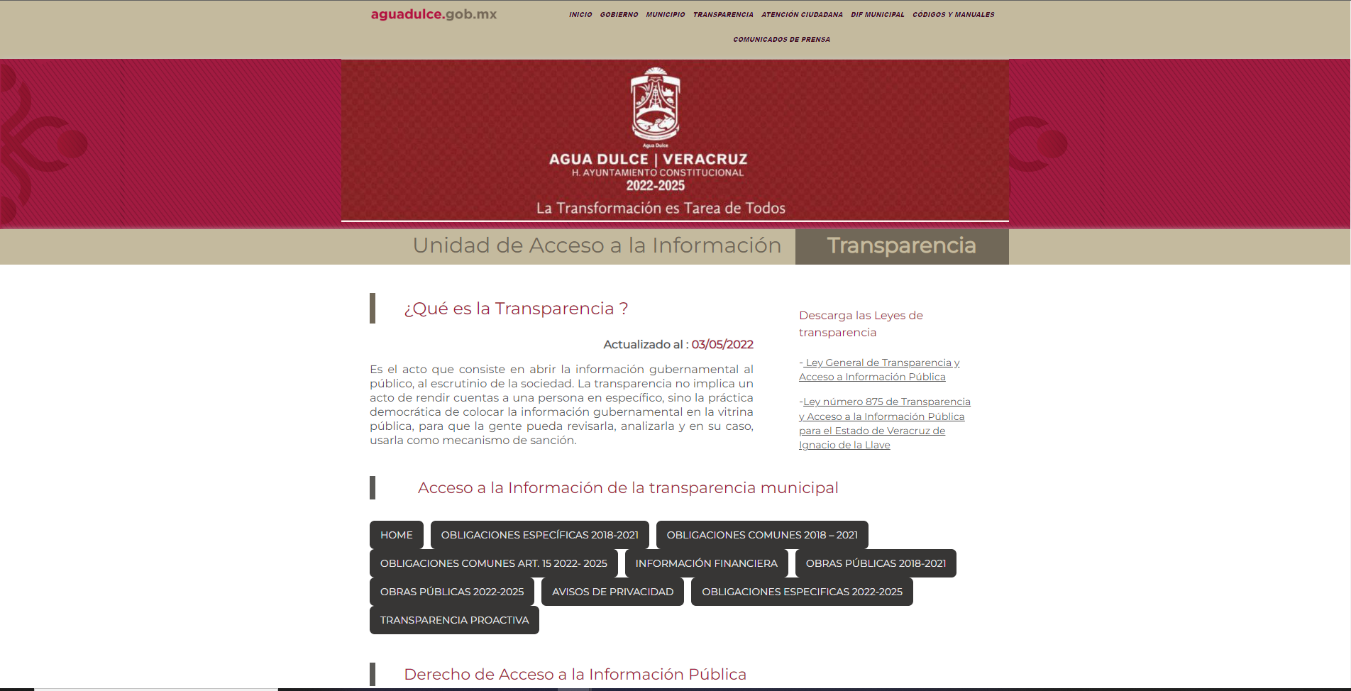 aguadulce.gob.mx
INICIO GOBIERNO MUNICIPIO TRANSPARENCIA ATENCIÓN CIUDADANA DIF MUNICIPAL CÓDIGOS Y MANUALES
COMUNICADOS DE PRENSA
Agua Dulce
AGUA DULCE | VERACRUZ
H. AYUNTAMIENTO CONSTITUCIONAL
2022-2025
La Transformación es Tarea de Todos
Unidad de Acceso a la Información
Transparencia
¿Qué es la Transparencia ?
Actualizado al : 03/05/2022
Es el acto que consiste en abrir la información gubernamental al
público, al escrutinio de la sociedad. La transparencia no implica un
acto de rendir cuentas a una persona en específico, sino la práctica
democrática de colocar la información gubernamental en la vitrina
pública, para que la gente pueda revisarla, analizarla y en su caso,
usarla como mecanismo de sanción.
Descarga las Leyes de
transparencia
- Ley General de Transparencia y
Acceso a Información Pública
-Ley número 875 de Transparencia
y Acceso a la Información Pública
para el Estado de Veracruz de
Ignacio de la Llave
Acceso a la Información de la transparencia municipal
HOME
OBLIGACIONES ESPECÍFICAS 2018-2021
OBLIGACIONES COMUNES 2018 – 2021
OBLIGACIONES COMUNES ART. 15 2022- 2025
INFORMACIÓN FINANCIERA
OBRAS PÚBLICAS 2018-2021
OBRAS PÚBLICAS 2022-2025
AVISOS DE PRIVACIDAD
OBLIGACIONES ESPECIFICAS 2022-2025
TRANSPARENCIA PROACTIVA
Derecho de Acceso a la Información Pública